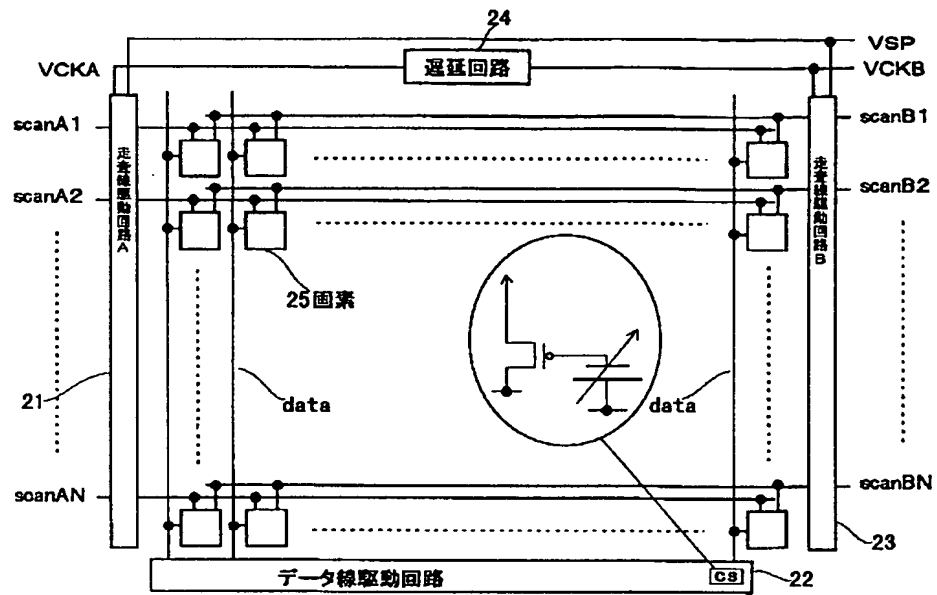 24
VSP
VCKA
遅延回路
VCKB
scanA1
scanB1
走査線駆動回路A
走査線駆動回路B
scanA2
scanB2
25画素
21
data
data
scanAN
scanBN
23
データ線駆動回路
CS
22